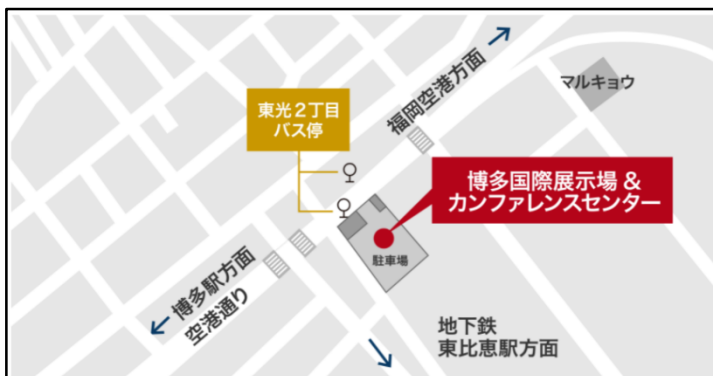 福岡空港方面
マルキョウ
東光2丁目
バス停
博多国際展示場 &
カンファレンスセンター
駐車場
博多駅方面
空港通り
地下鉄
東比恵駅方面